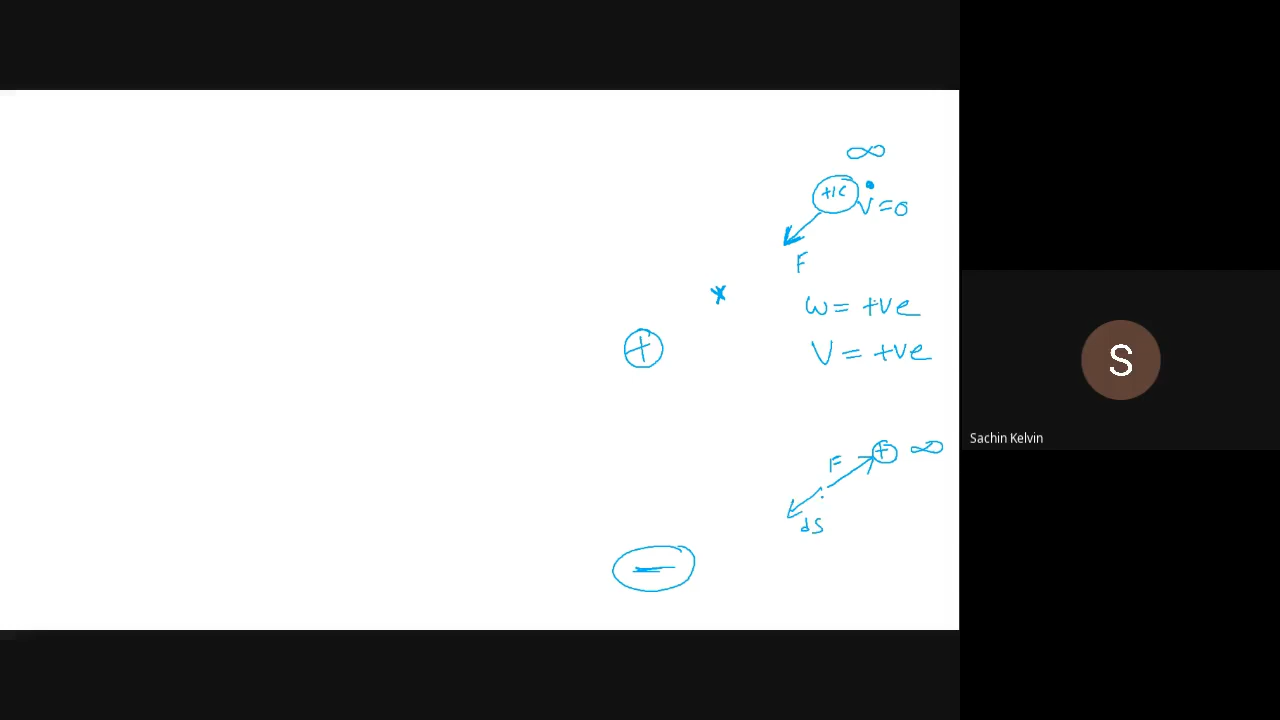 ∞
+1C
V=0
F
W = +ve
+
V = +ve
F
+
∞
ds
−
S
Sachin Kelvin